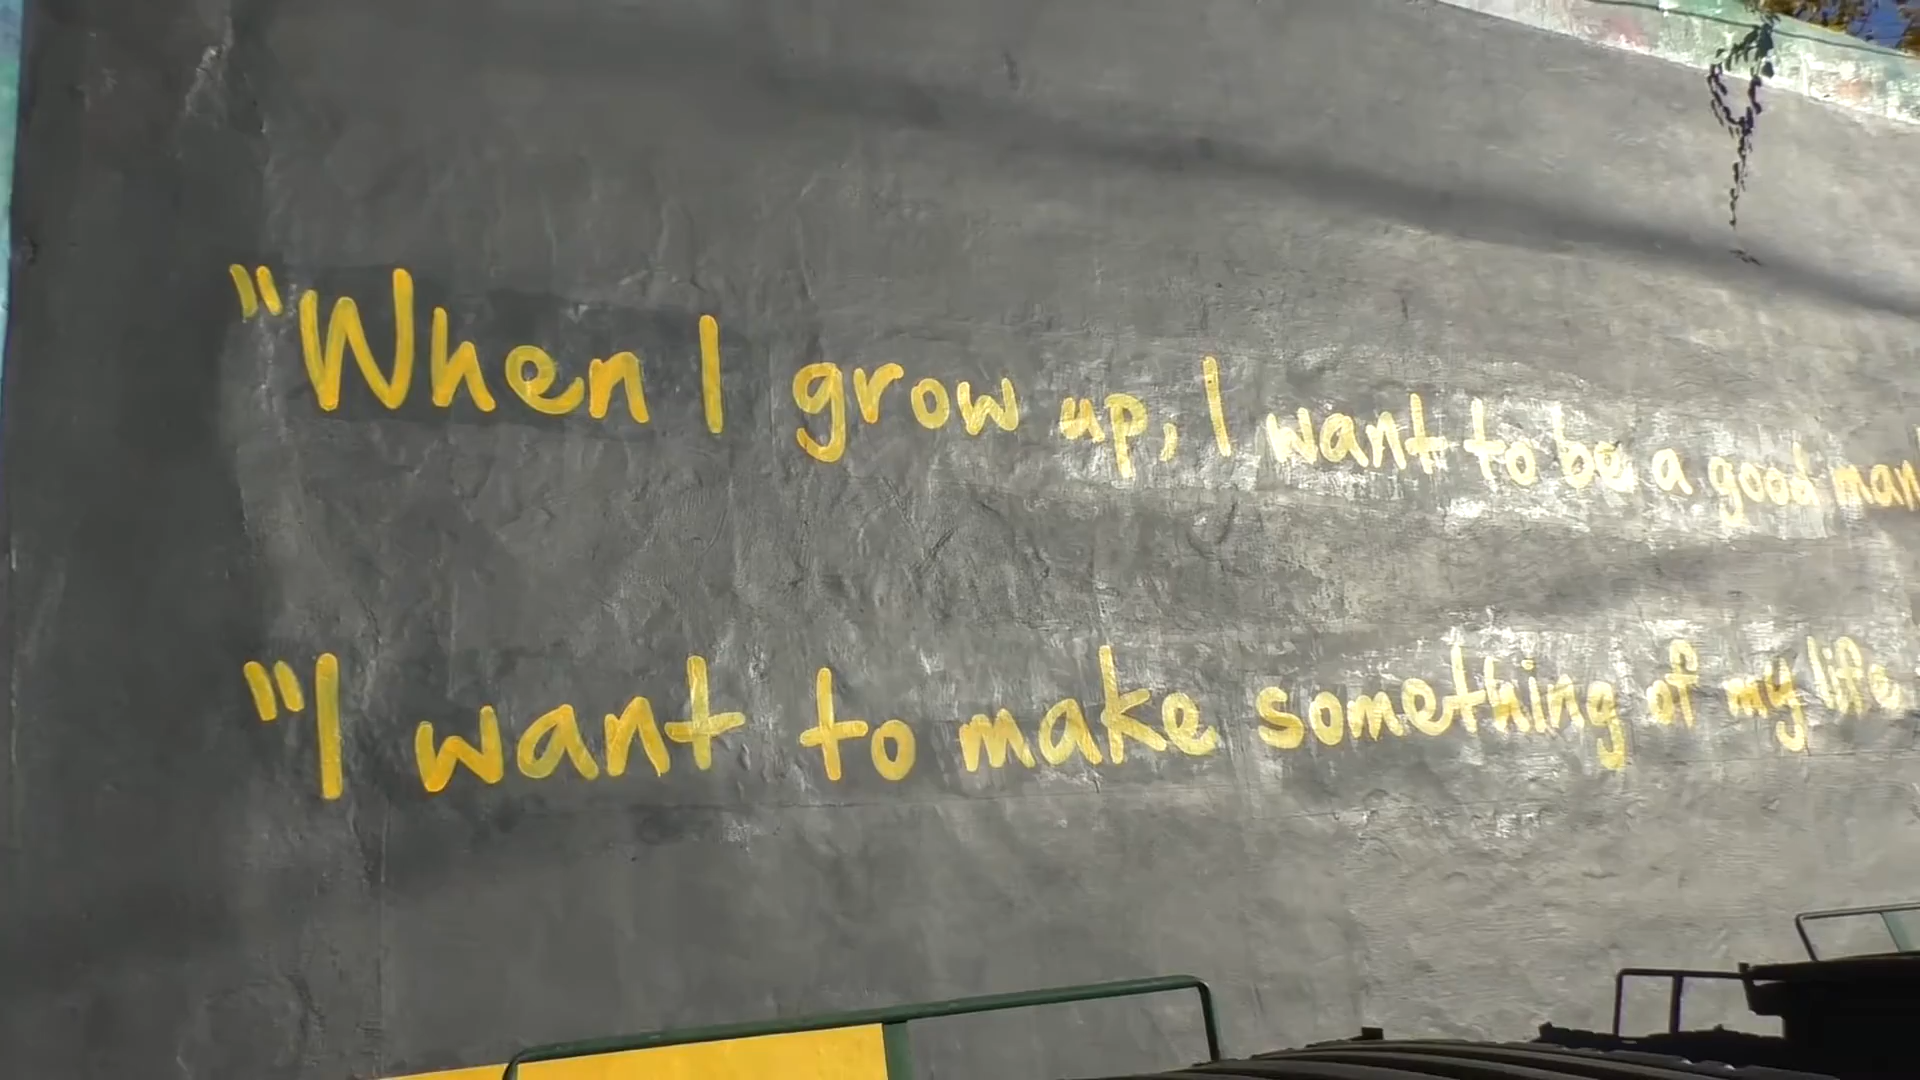 "When I grow up, I want to be a good man
"I want to make something of my life